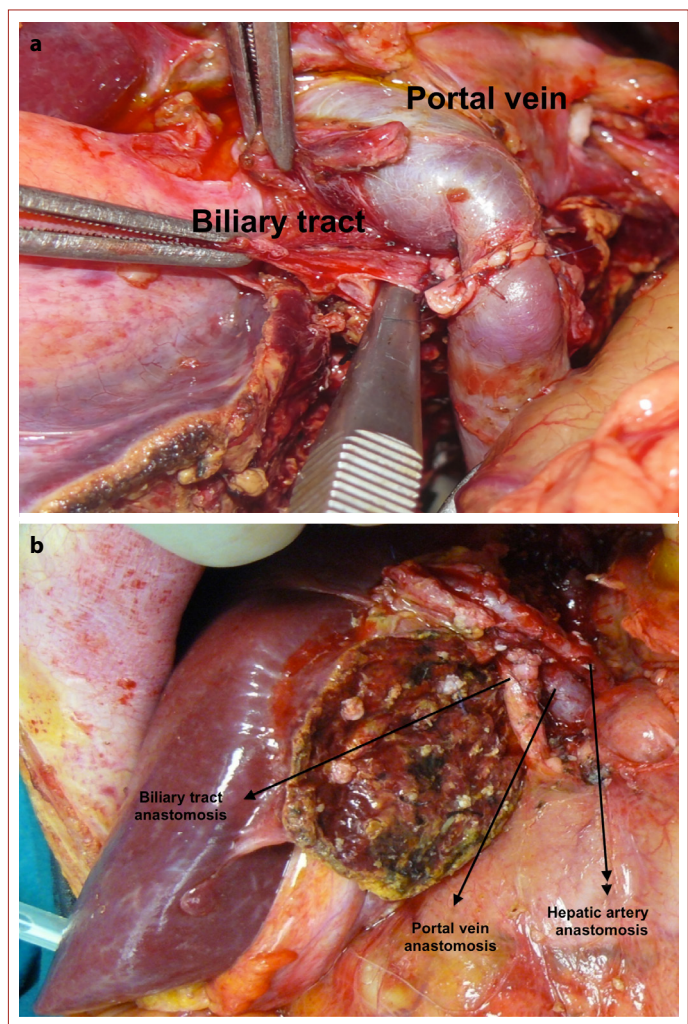 a
Portal vein
Biliary tract
b
Biliary tract
anastomosis
Portal vein
anastomosis
Hepatic artery
anastomosis